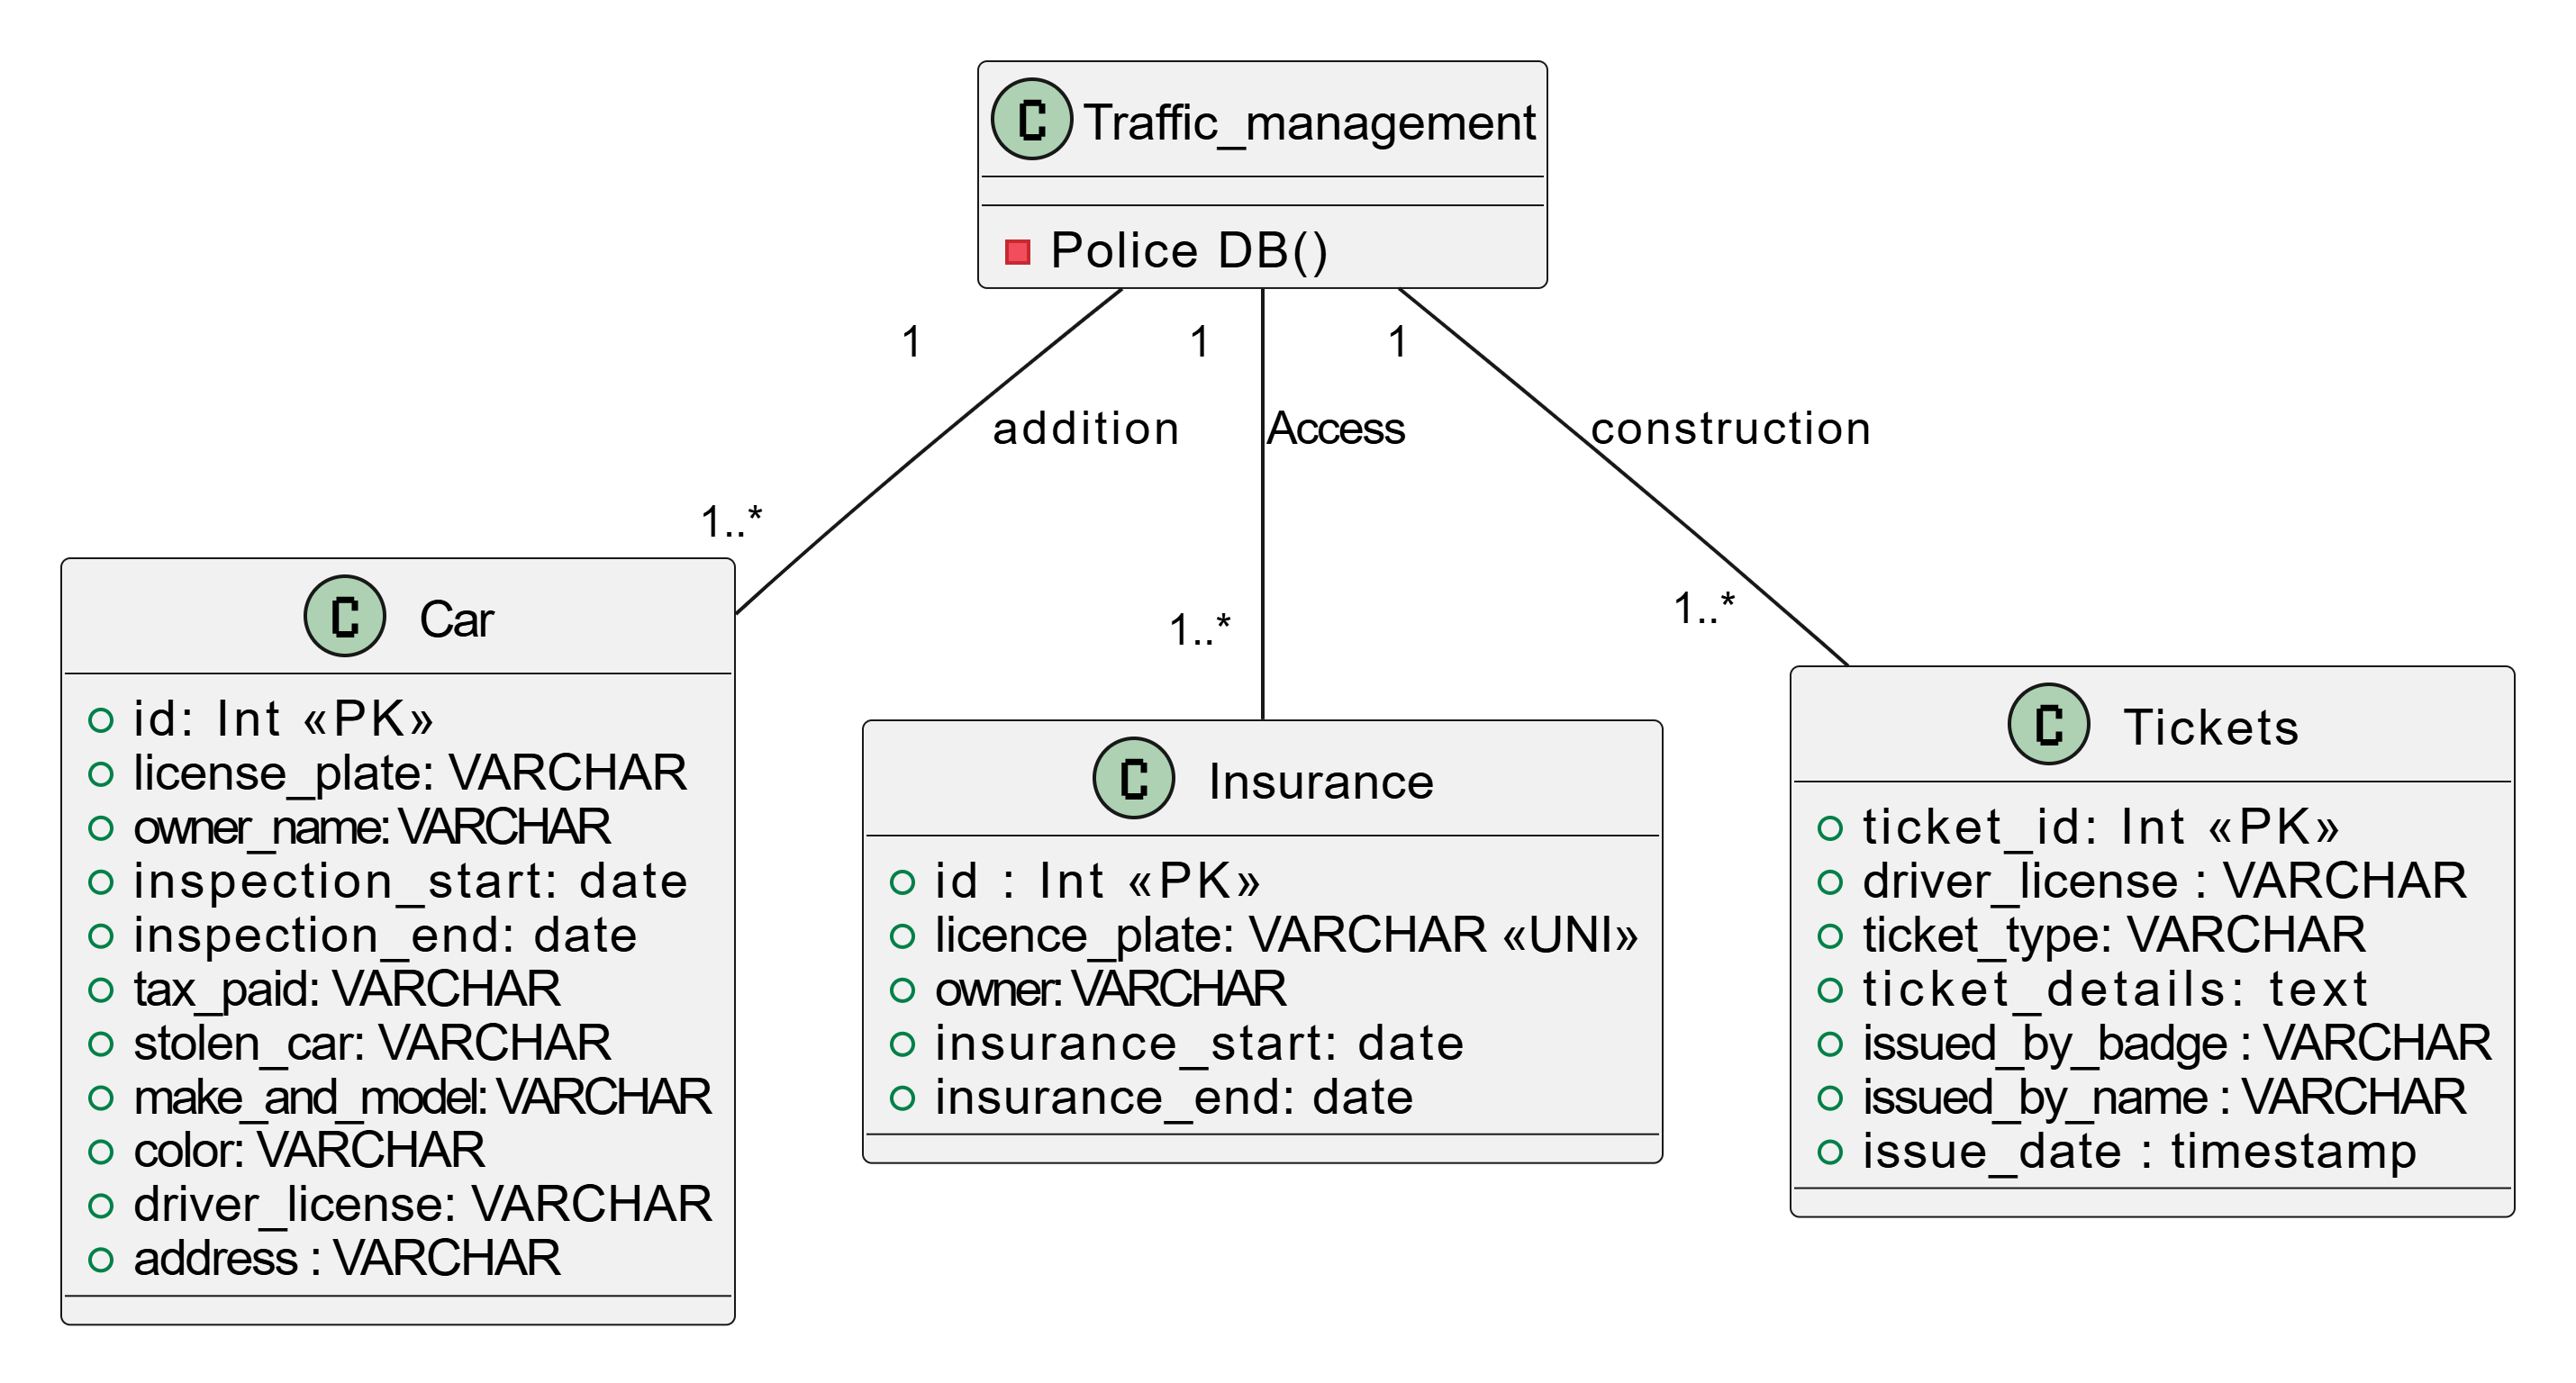 C Traffic_management
Police DB()
1
1
1
addition
Access
construction
1..*
1..*
1..*
C Car
id: Int «PK»
license_plate: VARCHAR
owner_name: VARCHAR
inspection_start: date
inspection_end: date
tax_paid: VARCHAR
stolen_car: VARCHAR
make_and_model: VARCHAR
color: VARCHAR
driver_license: VARCHAR
address : VARCHAR
C Insurance
id : Int «PK»
licence_plate: VARCHAR «UNI»
owner: VARCHAR
insurance_start: date
insurance_end: date
C Tickets
ticket_id: Int «PK»
driver_license : VARCHAR
ticket_type: VARCHAR
ticket_details: text
issued_by_badge : VARCHAR
issued_by_name : VARCHAR
issue_date : timestamp